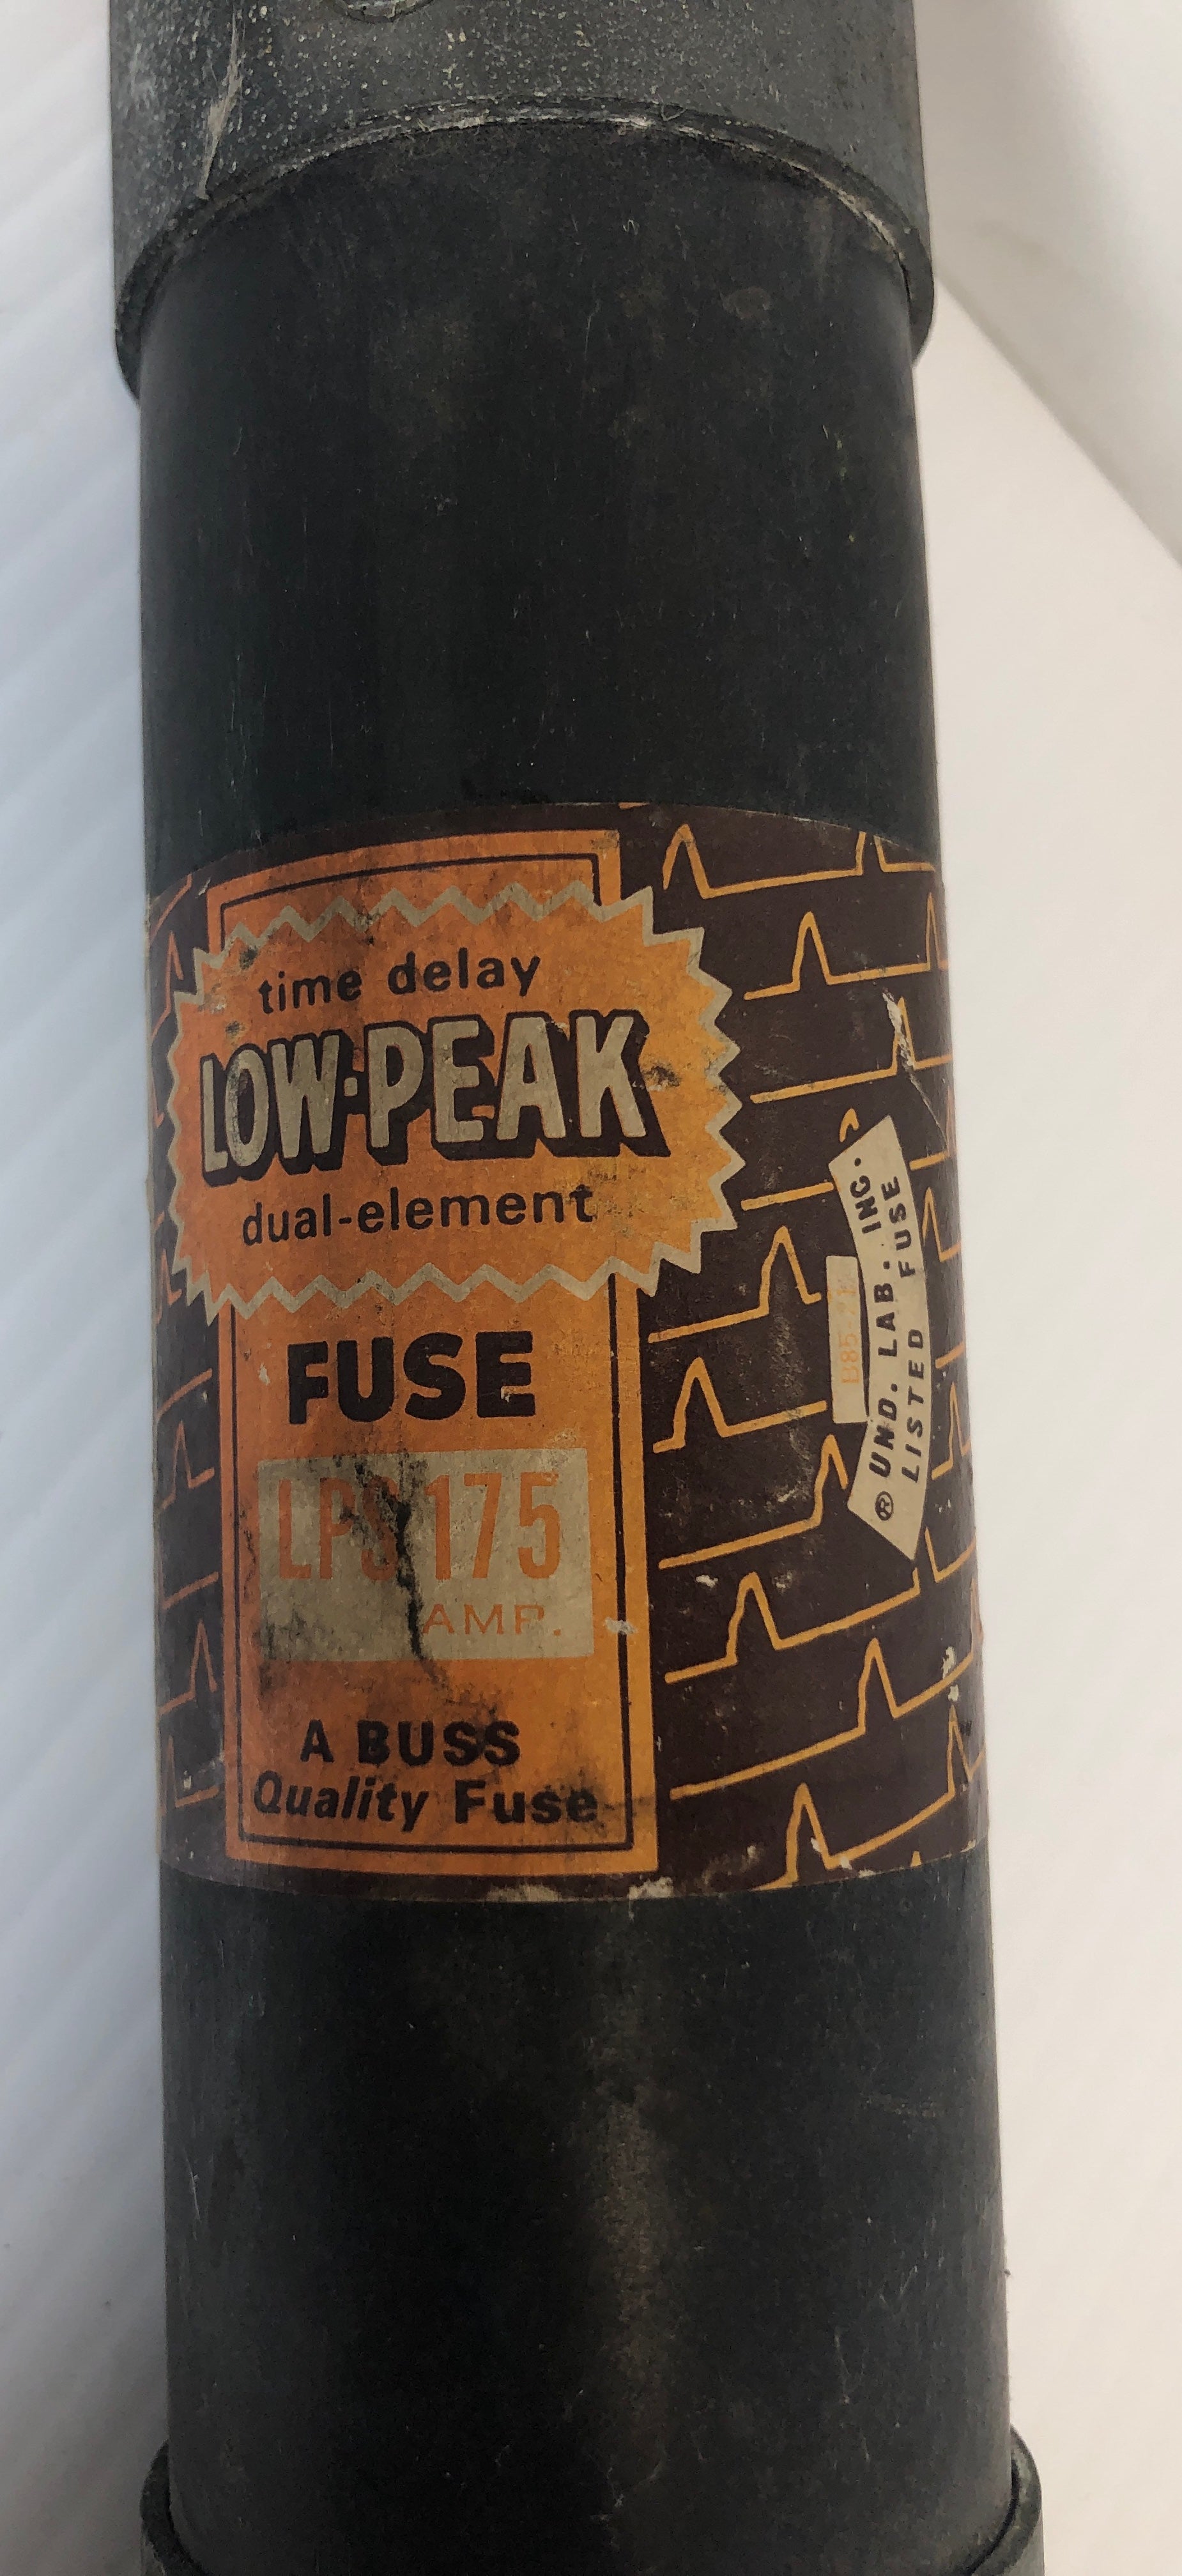 time delay
LOW-PEAK
dual-element
FUSE
LPS 175
AMP.
A BUSS
Quality Fuse
® UND. LAB. INC.
LISTED FUSE